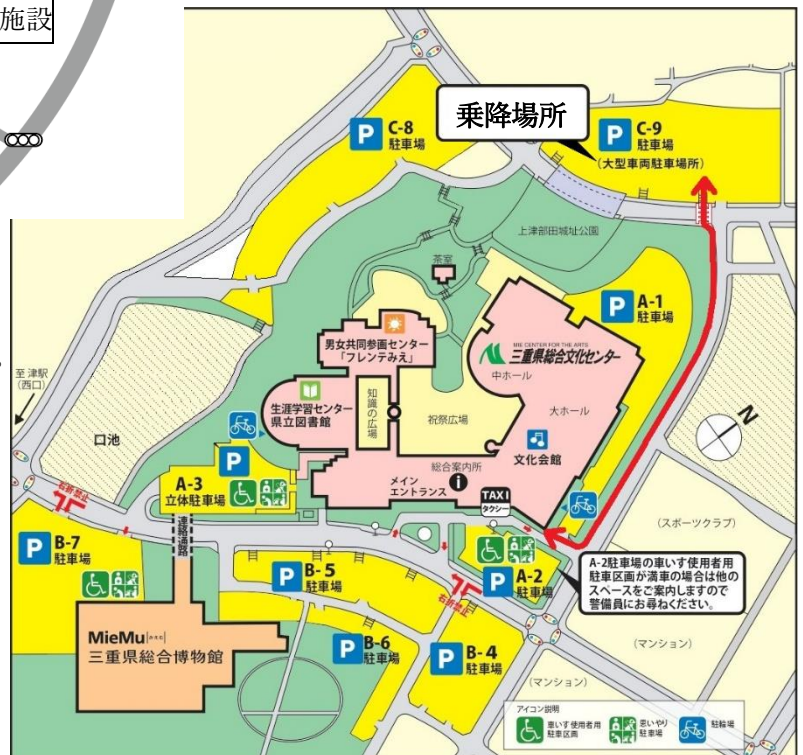 施設
乗降場所
P C-8
駐車場
P C-9
駐車場
(大型車両駐車場所)
上津部田城址公園
茶室
P A-1
駐車場
男女共同参画センター
「フレンテみえ」
MIE CENTER FOR THE ARTS
三重県総合文化センター
中ホール
大ホール
生涯学習センター
県立図書館
知識の広場
祝祭広場
文化会館
至 津駅
(西口)
口池
P
A-3
立体駐車場
総合案内所
メイン
エントランス
TAXI
タクシー
N
(スポーツクラブ)
右折禁止
連絡通路
P B-7
駐車場
P B-5
駐車場
P A-2
駐車場
右折禁止
A-2駐車場の車いす使用者用
駐車区画が満車の場合は他の
スペースをご案内しますので
警備員にお尋ねください。
MieMu
三重県総合博物館
P B-6
駐車場
P B-4
駐車場
(マンション)
(マンション)
アイコン説明
車いす使用者用
駐車区画
思いやり
駐車場
駐輪場